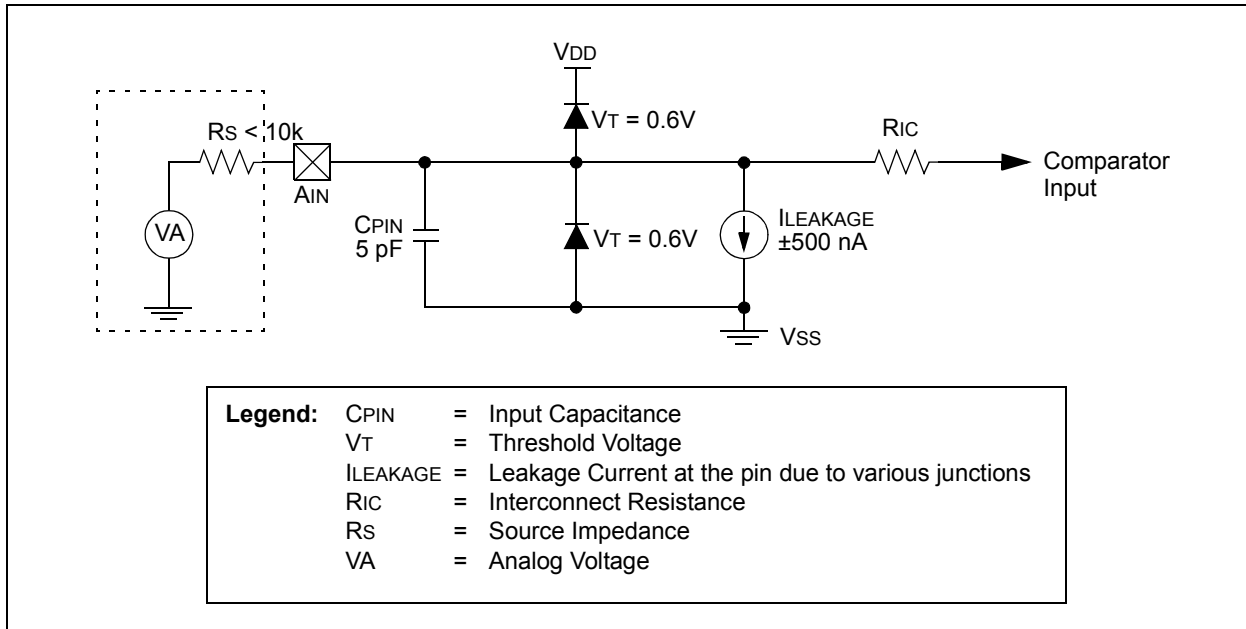 VDD
VT = 0.6V
RS < 10k
RIC
AIN
Comparator
Input
VA
CPIN
5 pF
VT = 0.6V
ILEAKAGE
±500 nA
VSS
Legend: CPIN = Input Capacitance
VT = Threshold Voltage
ILEAKAGE = Leakage Current at the pin due to various junctions
RIC = Interconnect Resistance
RS = Source Impedance
VA = Analog Voltage